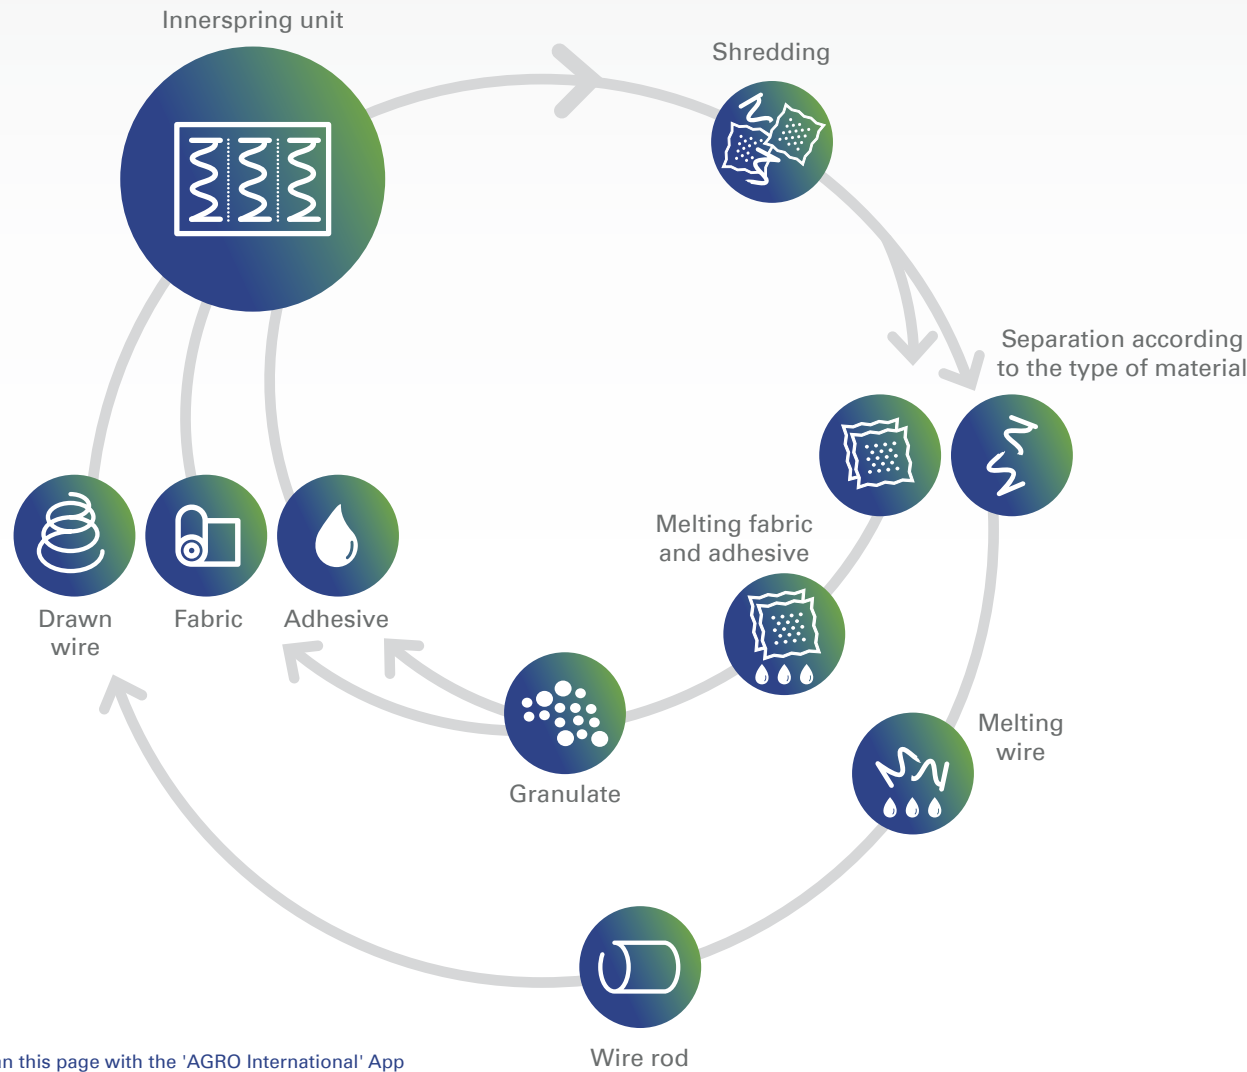 Innerspring unit
Shredding
Separation according
to the type of material
Melting fabric
and adhesive
Drawn
wire
Fabric
Adhesive
Melting
wire
Granulate
Wire rod
this page with the 'AGRO International' App